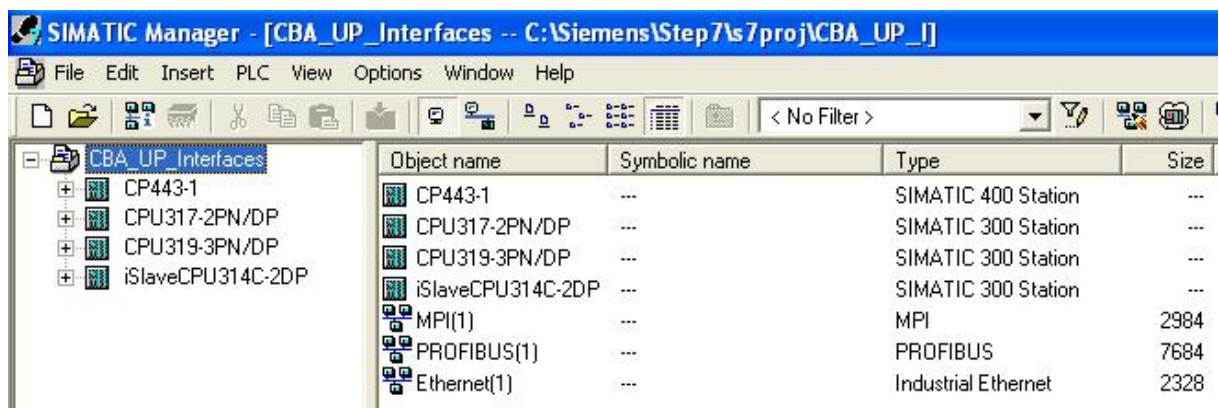 SIMATIC Manager - [CBA_UP_Interfaces -- C:\Siemens\Step7\s7proj\CBA_UP_I]
File Edit Insert PLC View Options Window Help
< No Filter >
CBA_UP_Interfaces
CP443-1
CPU317-2PN/DP
CPU319-3PN/DP
iSlaveCPU314C-2DP
Object name Symbolic name Type Size
CP443-1 --- SIMATIC 400 Station ---
CPU317-2PN/DP --- SIMATIC 300 Station ---
CPU319-3PN/DP --- SIMATIC 300 Station ---
iSlaveCPU314C-2DP --- SIMATIC 300 Station ---
MPI(1) --- MPI 2984
PROFIBUS(1) --- PROFIBUS 7684
Ethernet(1) --- Industrial Ethernet 2328